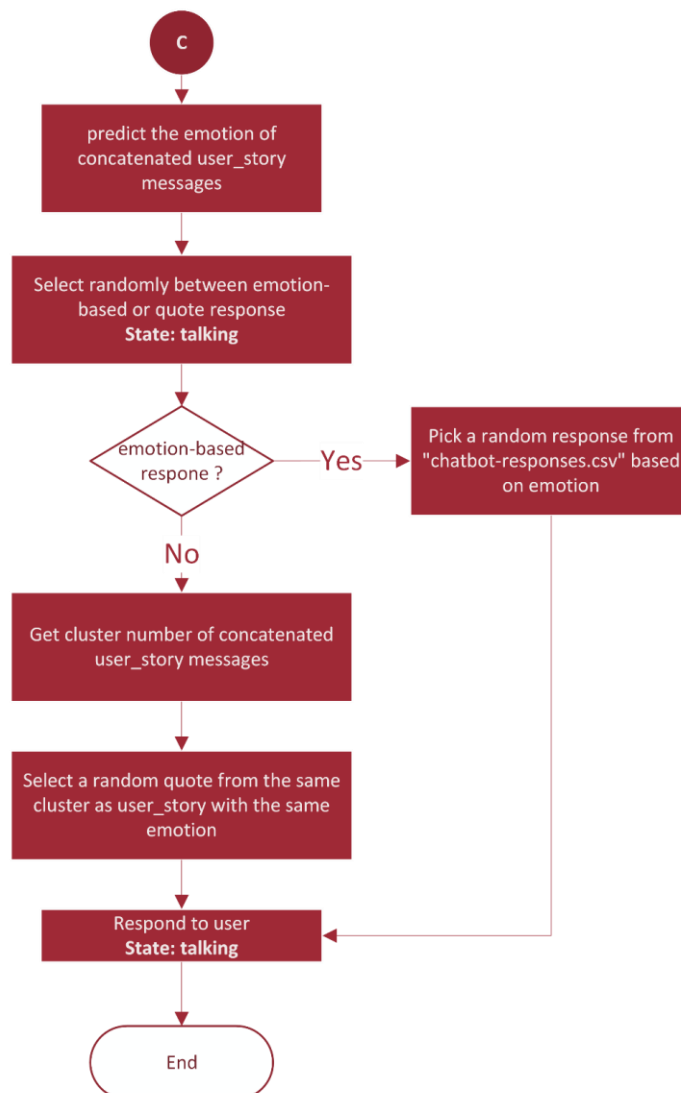 C
predict the emotion of
concatenated user_story
messages
Select randomly between emotion-
based or quote response
State: talking
emotion-based
respone ?
Yes
Pick a random response from
"chatbot-responses.csv" based
on emotion
No
Get cluster number of concatenated
user_story messages
Select a random quote from the same
cluster as user_story with the same
emotion
Respond to user
State: talking
End